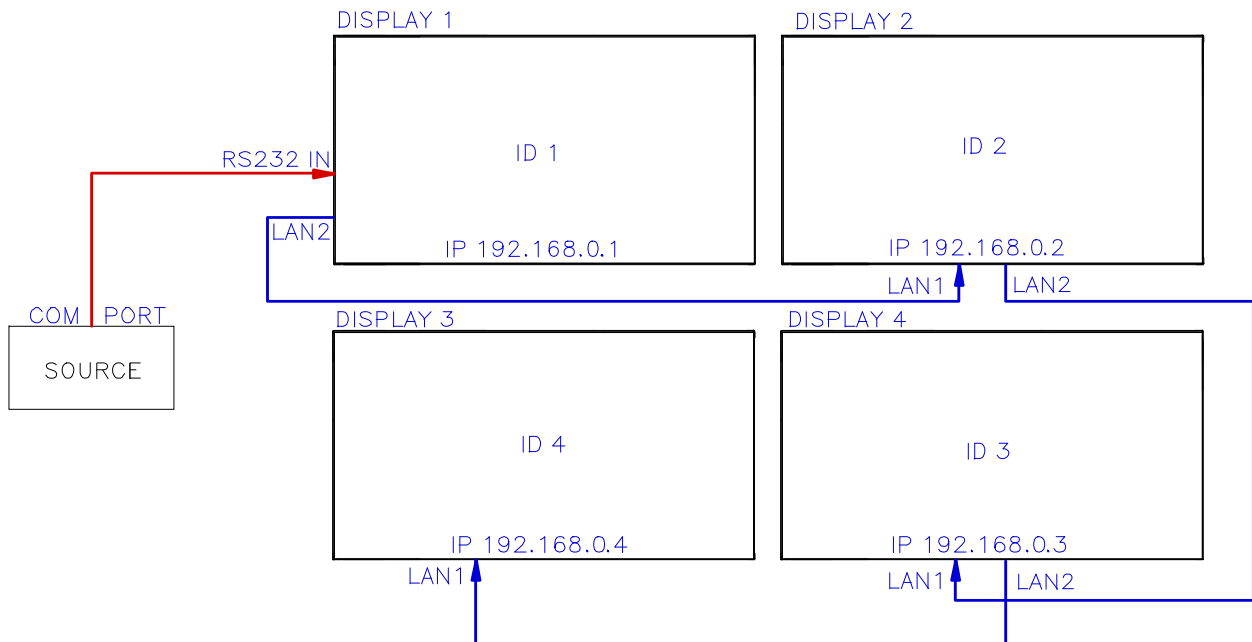 DISPLAY 1
DISPLAY 2
RS232 IN
ID 1
ID 2
LAN2
IP 192.168.0.1
IP 192.168.0.2
LAN1
LAN2
COM PORT
SOURCE
DISPLAY 3
DISPLAY 4
ID 4
ID 3
IP 192.168.0.4
IP 192.168.0.3
LAN1
LAN1
LAN2